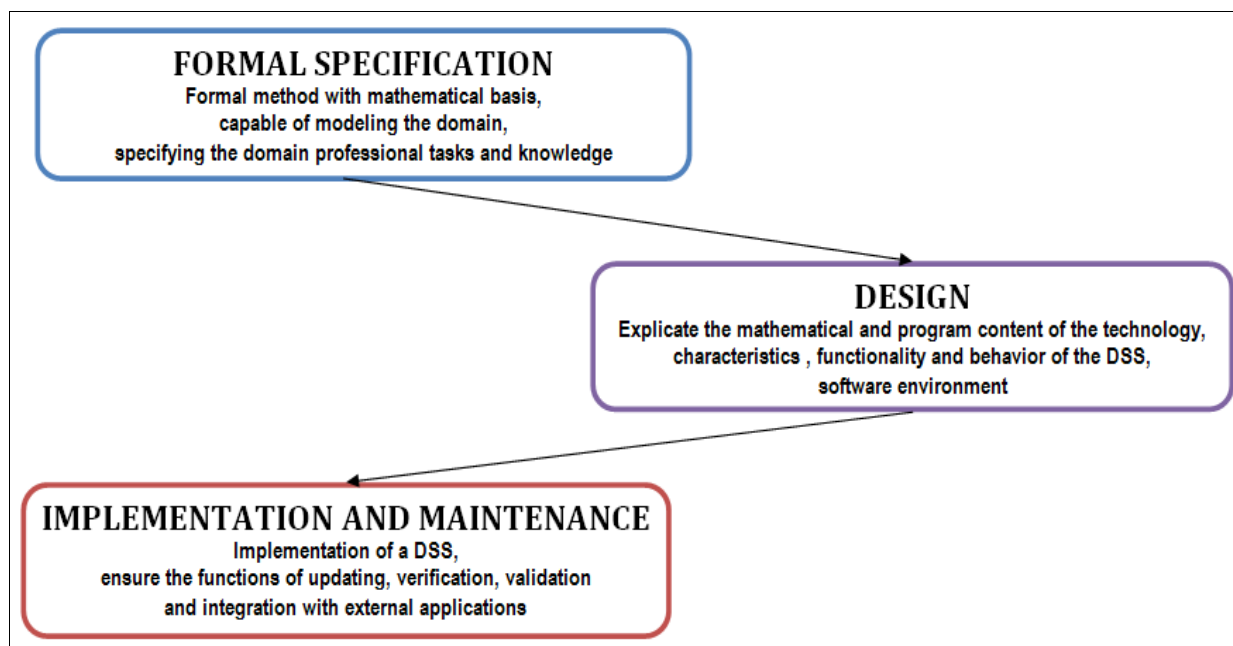 FORMAL SPECIFICATION
Formal method with mathematical basis,
capable of modeling the domain,
specifying the domain professional tasks and knowledge
DESIGN
Explicate the mathematical and program content of the technology,
characteristics , functionality and behavior of the DSS,
software environment
IMPLEMENTATION AND MAINTENANCE
Implementation of a DSS,
ensure the functions of updating, verification, validation
and integration with external applications